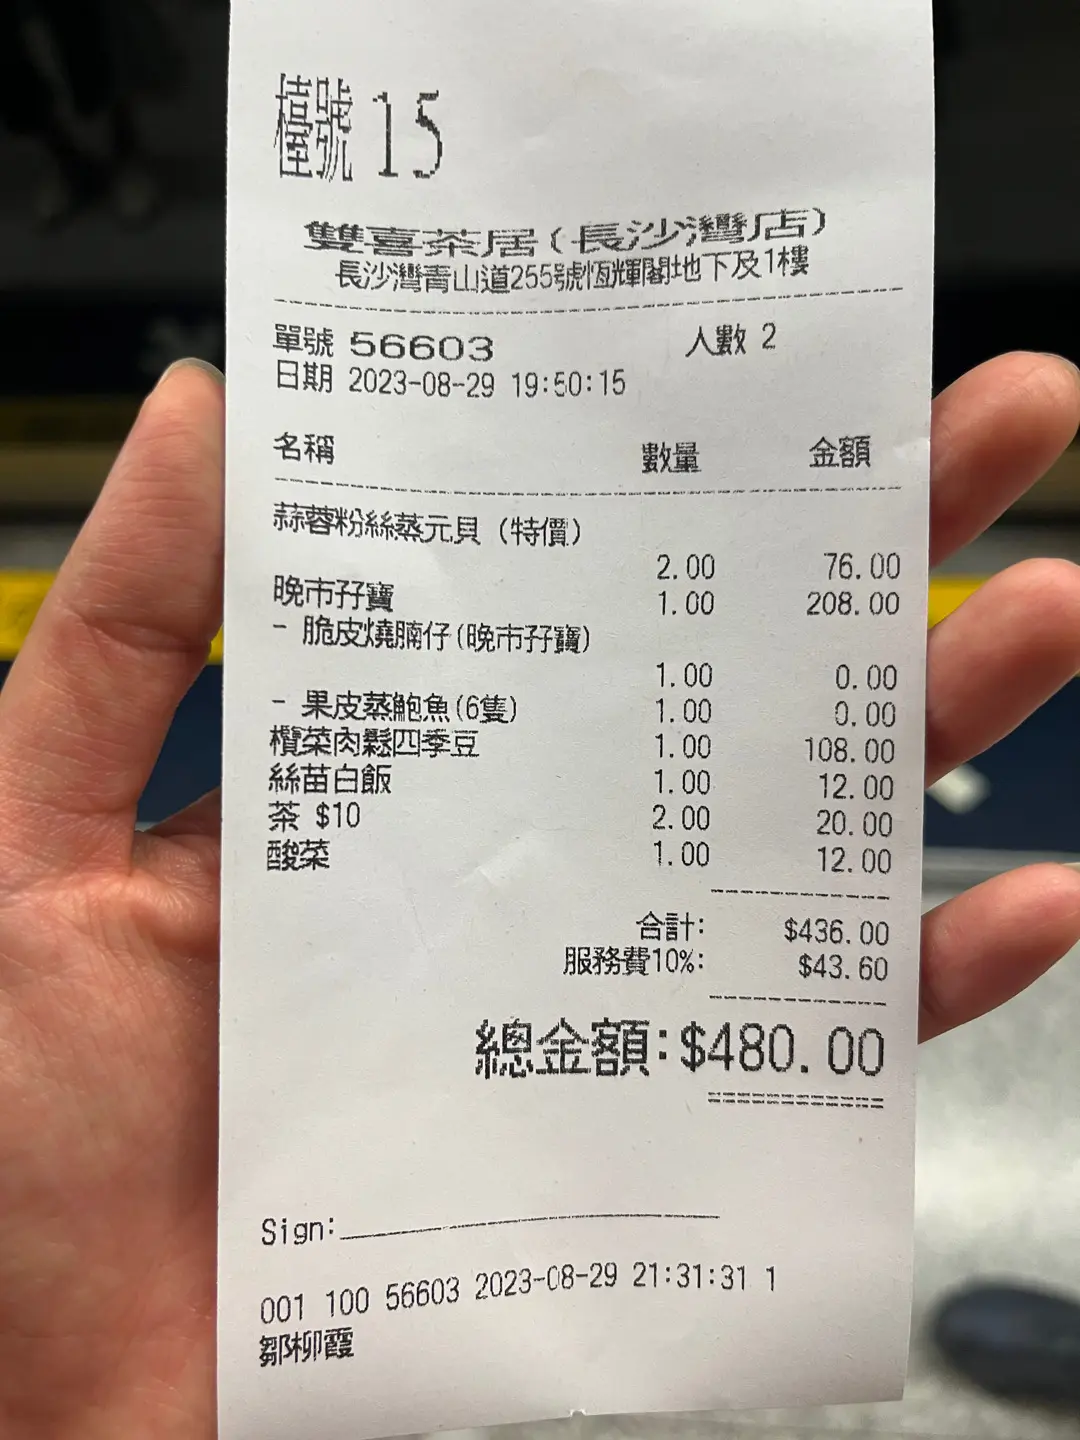 檯號 15
雙喜茶居(長沙灣店)
長沙灣青山道255號恆輝閣地下及1樓
單號 56603 人數 2
日期 2023-08-29 19:50:15
名稱 數量 金額
蒜蓉粉絲蒸元貝 (特價)
2.00 76.00
晚市孖寶 1.00 208.00
- 脆皮燒腩仔(晚市孖寶)
1.00 0.00
- 果皮蒸鮑魚(6隻) 1.00 0.00
欖菜肉鬆四季豆 1.00 108.00
絲苗白飯 1.00 12.00
茶 $10 2.00 20.00
酸菜 1.00 12.00
合計: $436.00
服務費10%: $43.60
總金額:$480.00
Sign:
001 100 56603 2023-08-29 21:31:31 1
鄒柳霞